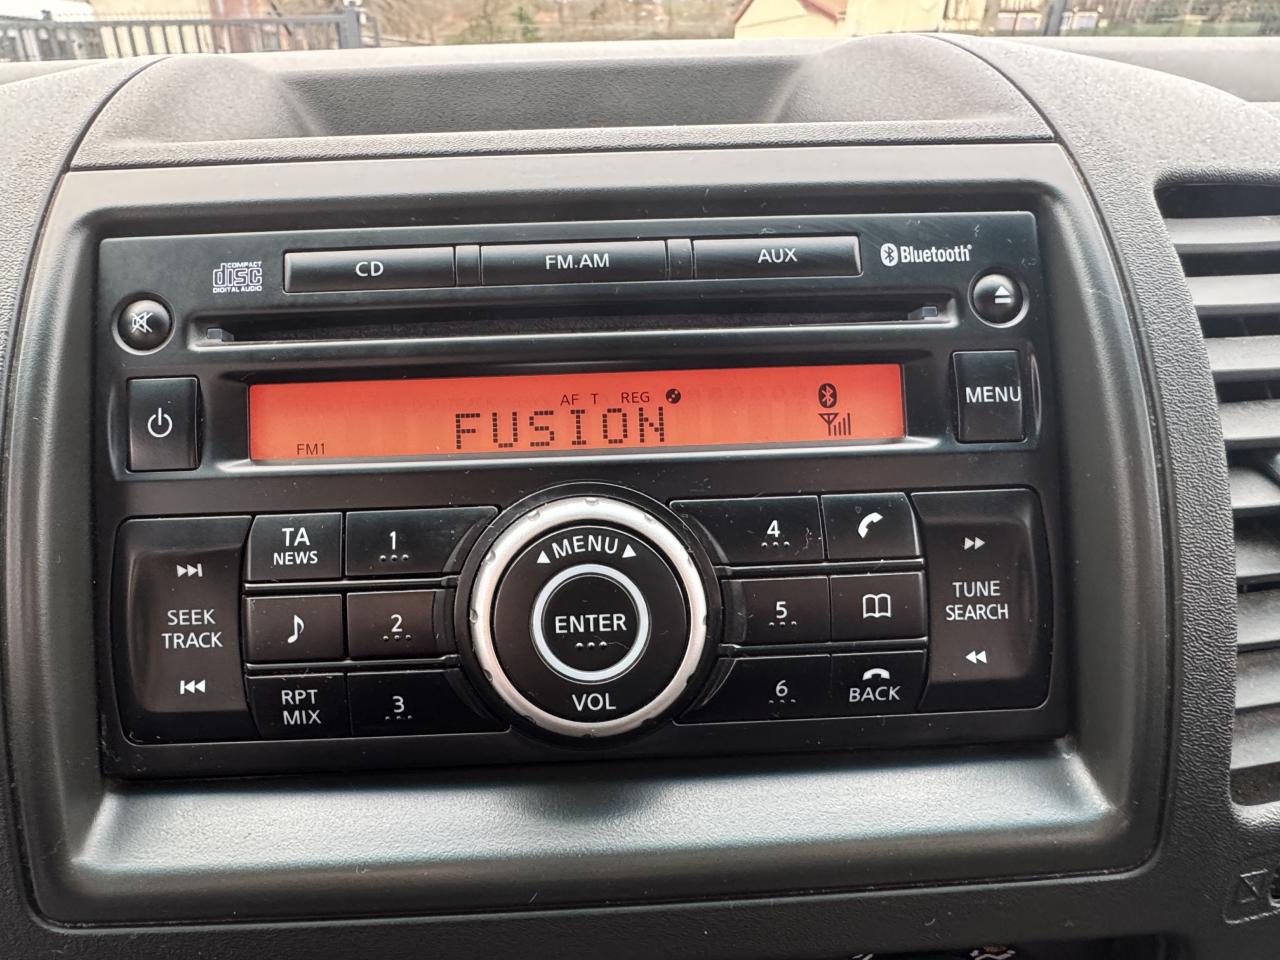 COMPACT
disc
DIGITAL AUDIO
CD
FM.AM
AUX
Bluetooth®
AF T REG
FUSION
FM1
MENU
SEEK
TRACK
TA
NEWS
1
2
RPT
MIX
3
MENU
ENTER
VOL
4
5
6
BACK
TUNE
SEARCH